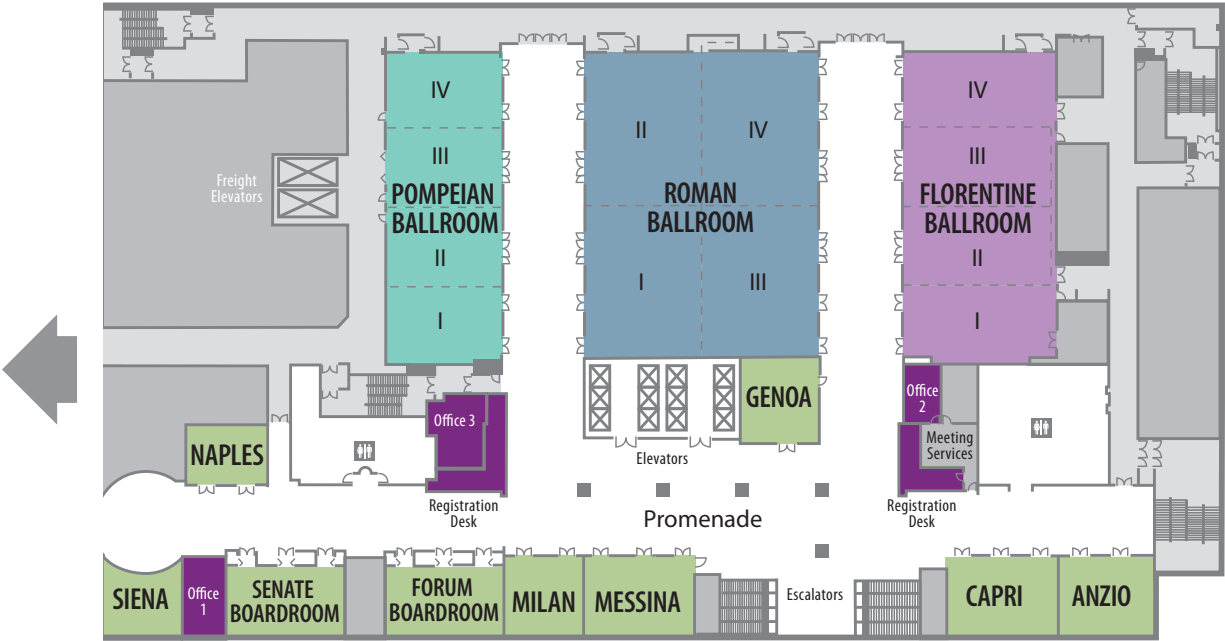 IV
IV
II
IV
III
III
Freight
Elevators
POMPEIAN
BALLROOM
ROMAN
BALLROOM
FLORENTINE
BALLROOM
II
II
I
III
I
I
GENOA
Office
2
Office 3
NAPLES
Meeting
Services
Elevators
Registration
Desk
Promenade
Registration
Desk
SIENA
Office
1
SENATE
BOARDROOM
FORUM
BOARDROOM
MILAN
MESSINA
Escalators
CAPRI
ANZIO